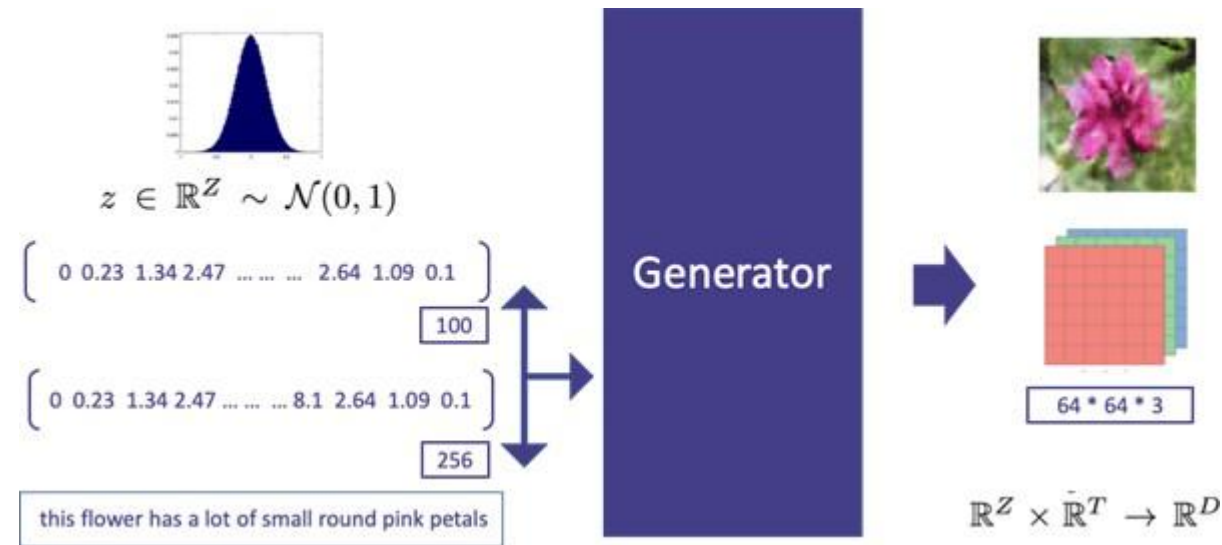 z ∈ ℝ^Z ∼ 𝒩(0, 1)
0 0.23 1.34 2.47 ... ... ... 2.64 1.09 0.1
100
0 0.23 1.34 2.47 ... ... ... 8.1 2.64 1.09 0.1
256
this flower has a lot of small round pink petals
Generator
64 * 64 * 3
ℝ^Z × ℝ^T → ℝ^D